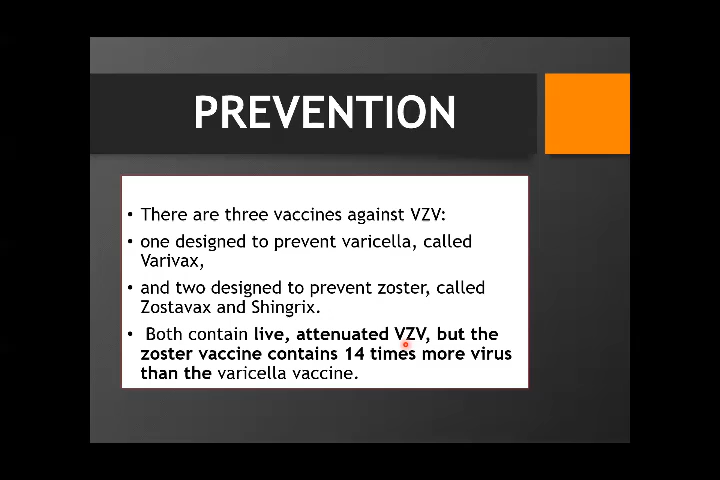 PREVENTION
• There are three vaccines against VZV:
• one designed to prevent varicella, called
Varivax,
• and two designed to prevent zoster, called
Zostavax and Shingrix.
• Both contain live, attenuated VZV, but the
zoster vaccine contains 14 times more virus
than the varicella vaccine.